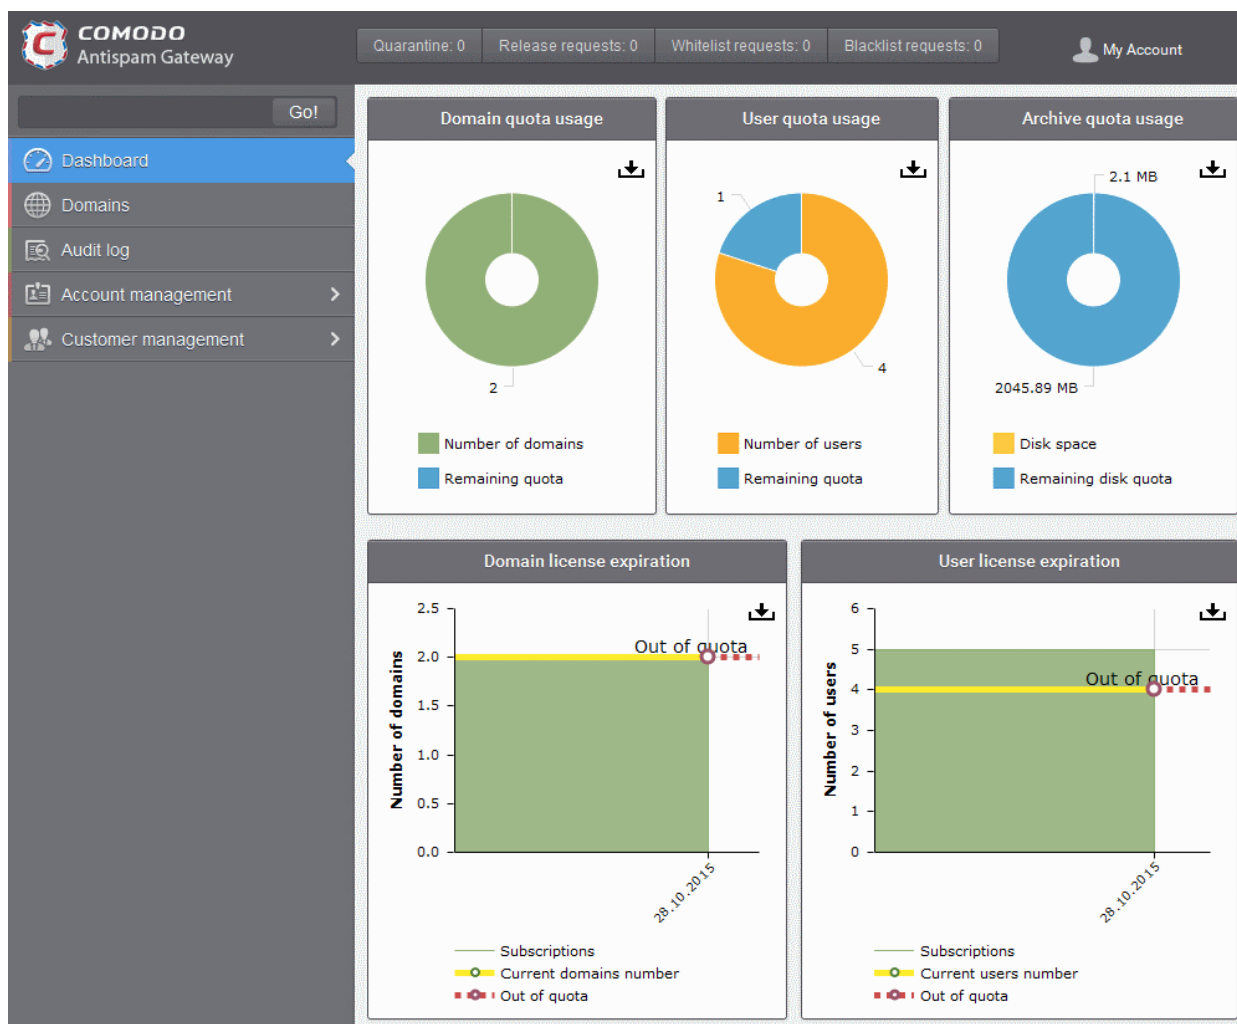 COMODO
Antispam Gateway
Quarantine: 0
Release requests: 0
Whitelist requests: 0
Blacklist requests: 0
My Account
Go!
Dashboard
Domains
Audit log
Account management
Customer management
Domain quota usage
2
Number of domains
Remaining quota
User quota usage
1
4
Number of users
Remaining quota
Archive quota usage
2.1 MB
2045.89 MB
Disk space
Remaining disk quota
Domain license expiration
Number of domains
2.5
2.0
1.5
1.0
0.5
0.0
Out of quota
28.10.2015
Subscriptions
Current domains number
Out of quota
User license expiration
Number of users
6
5
4
3
2
1
0
Out of quota
28.10.2015
Subscriptions
Current users number
Out of quota